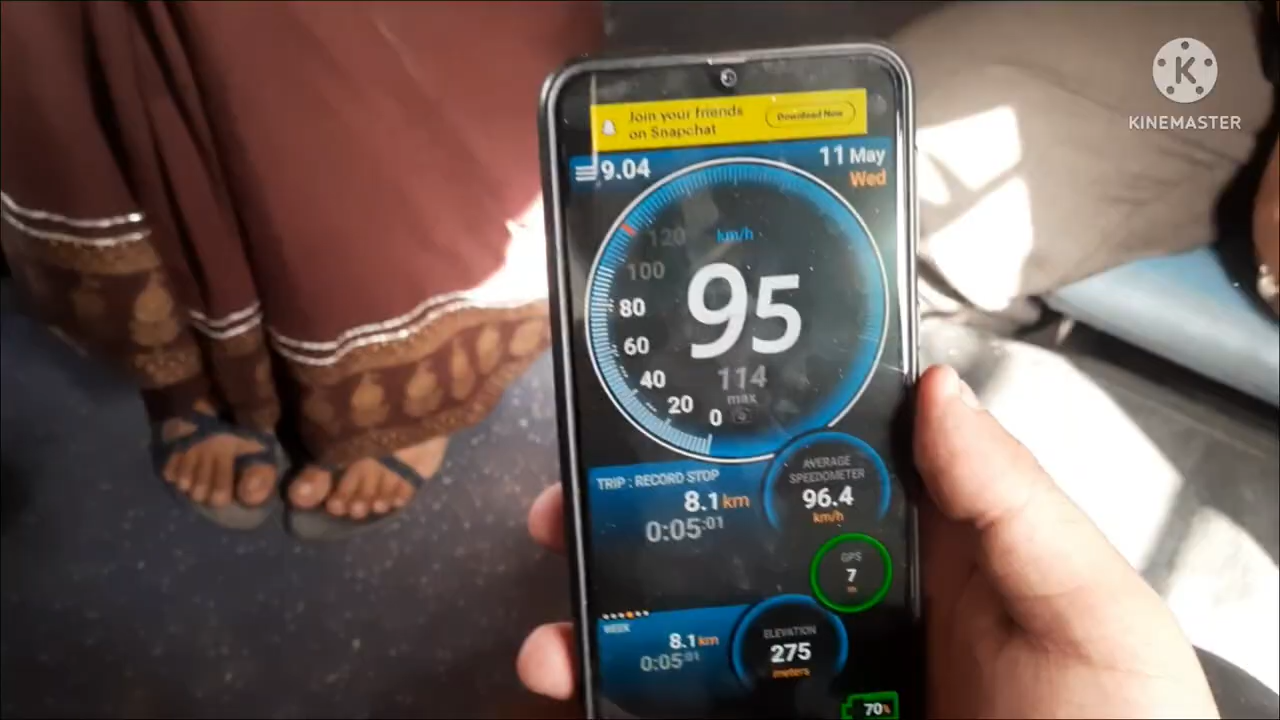 K
KINEMASTER
Join your friends
on Snapchat
Download Now
9.04
11 May
Wed
120
km/h
100
80
60
40
20
0
95
114
max
TRIP : RECORD STOP
8.1 km
0:05:01
AVERAGE
SPEEDOMETER
96.4
km/h
GPS
7
m
WEEK
8.1 km
0:05:01
ELEVATION
275
meters
70%